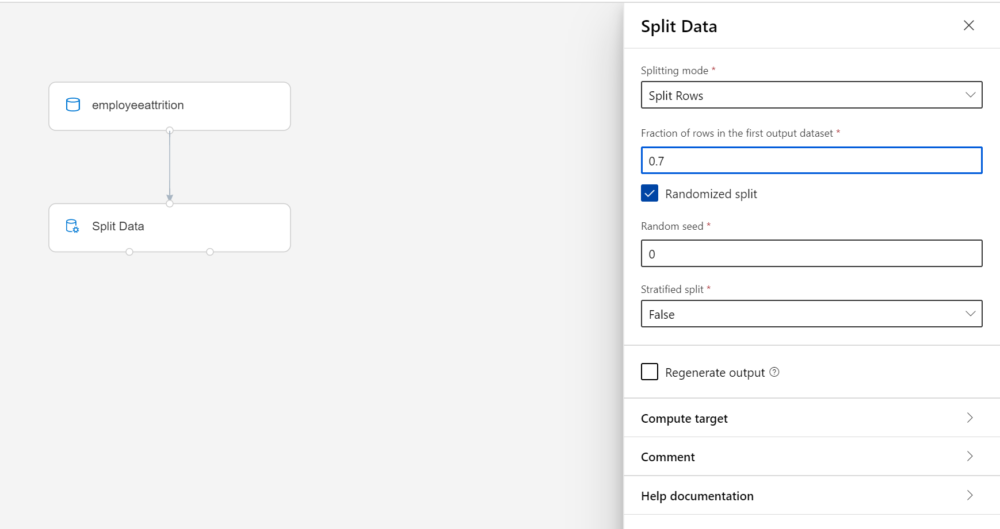 employeeattrition
Split Data
Split Data
Splitting mode *
Split Rows
Fraction of rows in the first output dataset *
0.7
Randomized split
Random seed *
0
Stratified split *
False
Regenerate output ?
Compute target
Comment
Help documentation